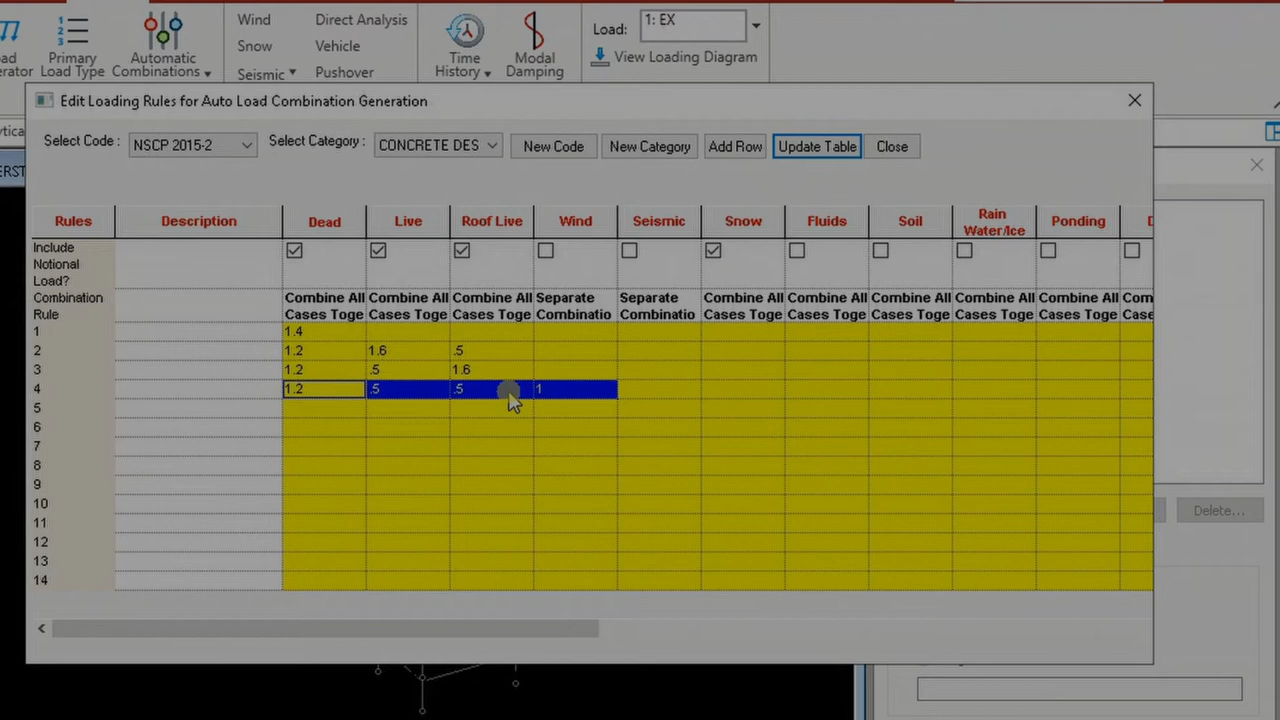 Wind Direct Analysis
Snow Vehicle
Seismic Pushover
Primary
Load Type
Automatic
Combinations
Time
History
Modal
Damping
Load: 1: EX
View Loading Diagram
ERST
Edit Loading Rules for Auto Load Combination Generation
Select Code : NSCP 2015-2 Select Category : CONCRETE DES New Code New Category Add Row Update Table Close
Rules Description Dead Live Roof Live Wind Seismic Snow Fluids Soil Rain Water/Ice Ponding
Include
Notional
Load?
Combination Combine All Combine All Combine All Separate Separate Combine All Combine All Combine All Combine All Combine All
Rule Cases Toge Cases Toge Cases Toge Combinatio Combinatio Cases Toge Cases Toge Cases Toge Cases Toge Cases Toge
1 1.4
2 1.2 1.6 .5
3 1.2 .5 1.6
4 1.2 .5 .5 1
5
6
7
8
9
10
11
12
13
14
Delete...